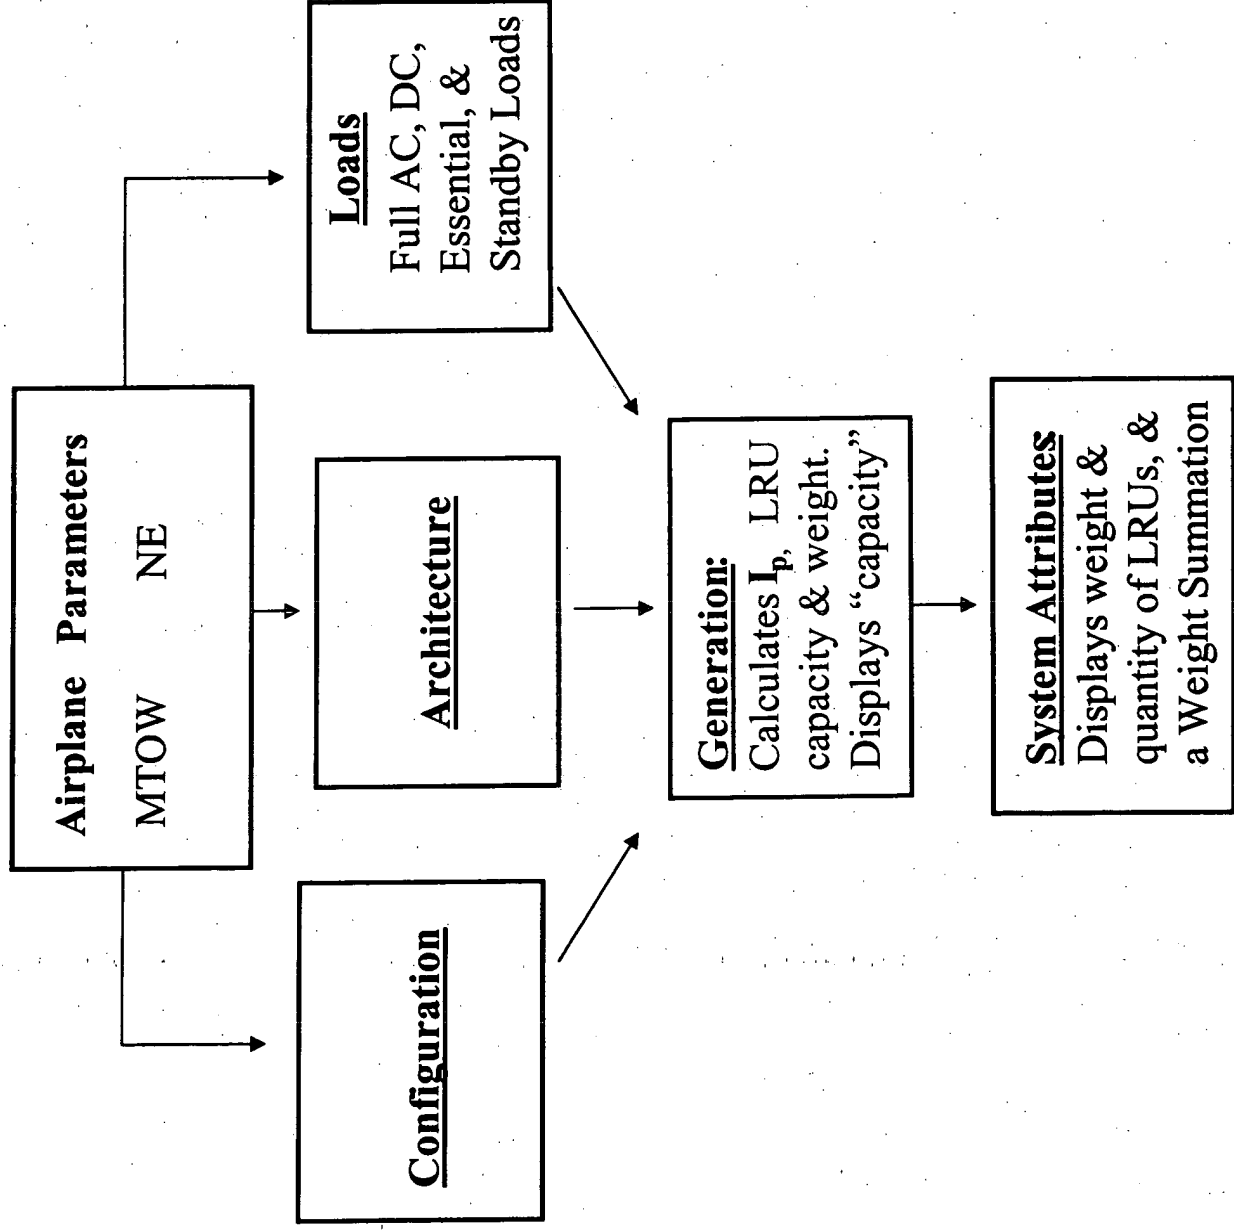 Airplane Parameters
MTOW NE
Configuration
Architecture
Loads
Full AC, DC,
Essential, &
Standby Loads
Generation:
Calculates Ip, LRU
capacity & weight.
Displays “capacity”
System Attributes:
Displays weight &
quantity of LRUs, &
a Weight Summation